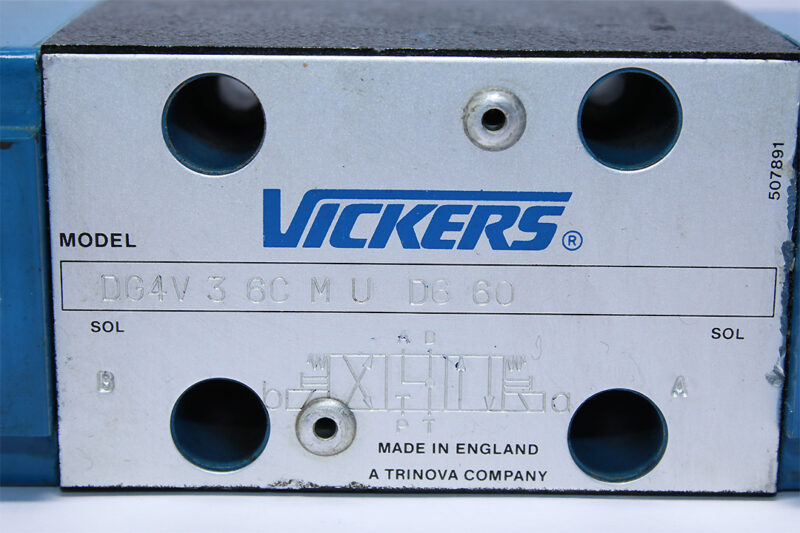 507891
VICKERS®
MODEL
DG4V 3 6C M U D6 60
SOL
SOL
B
A
b
a
P T
MADE IN ENGLAND
A TRINOVA COMPANY